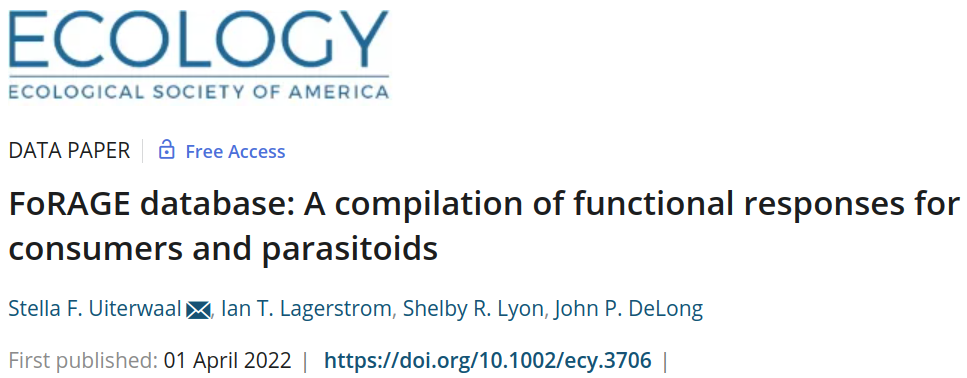 ECOLOGY
ECOLOGICAL SOCIETY OF AMERICA
DATA PAPER | Free Access
FoRAGE database: A compilation of functional responses for
consumers and parasitoids
Stella F. Uiterwaal, Ian T. Lagerstrom, Shelby R. Lyon, John P. DeLong
First published: 01 April 2022 | https://doi.org/10.1002/ecy.3706 |